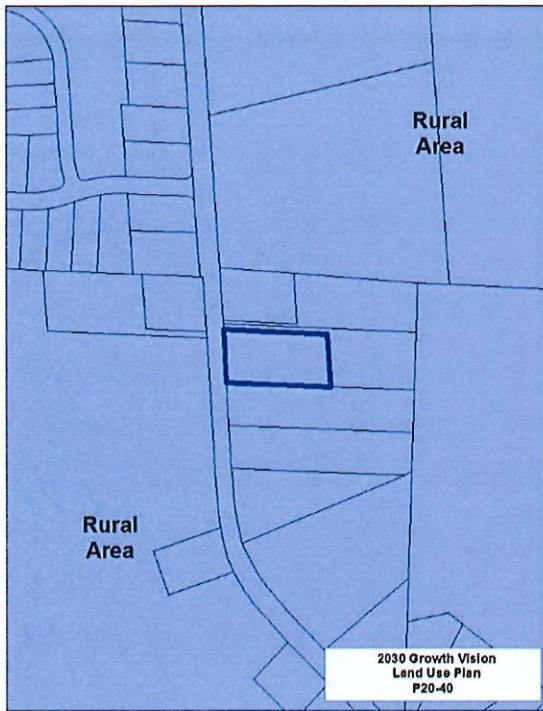 Rural
Area
Rural
Area
2030 Growth Vision
Land Use Plan
P20-40